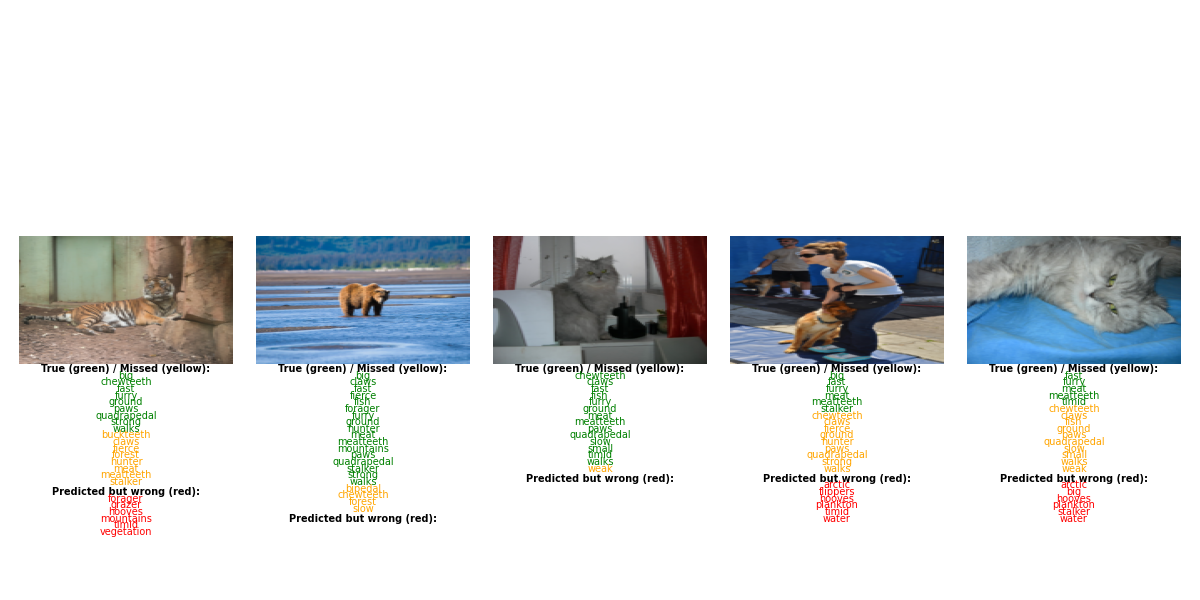 True (green) / Missed (yellow):
big
chewteeth
fast
furry
ground
paws
quadrapedal
strong
walks
buckteeth
claws
fierce
forest
hunter
meat
meatteeth
stalker
Predicted but wrong (red):
forager
grazer
hooves
mountains
timid
vegetation
True (green) / Missed (yellow):
big
claws
fast
fierce
fish
forager
furry
ground
hunter
meat
meatteeth
mountains
paws
quadrapedal
stalker
strong
walks
bipedal
chewteeth
forest
slow
Predicted but wrong (red):
True (green) / Missed (yellow):
chewteeth
claws
fast
fish
furry
ground
meat
meatteeth
paws
quadrapedal
slow
small
timid
walks
weak
Predicted but wrong (red):
True (green) / Missed (yellow):
big
fast
furry
meat
meatteeth
stalker
chewteeth
claws
fierce
ground
hunter
paws
quadrapedal
strong
walks
Predicted but wrong (red):
arctic
flippers
hooves
plankton
timid
water
True (green) / Missed (yellow):
fast
furry
meat
meatteeth
timid
chewteeth
claws
fish
ground
paws
quadrapedal
slow
small
walks
weak
Predicted but wrong (red):
arctic
big
hooves
plankton
stalker
water